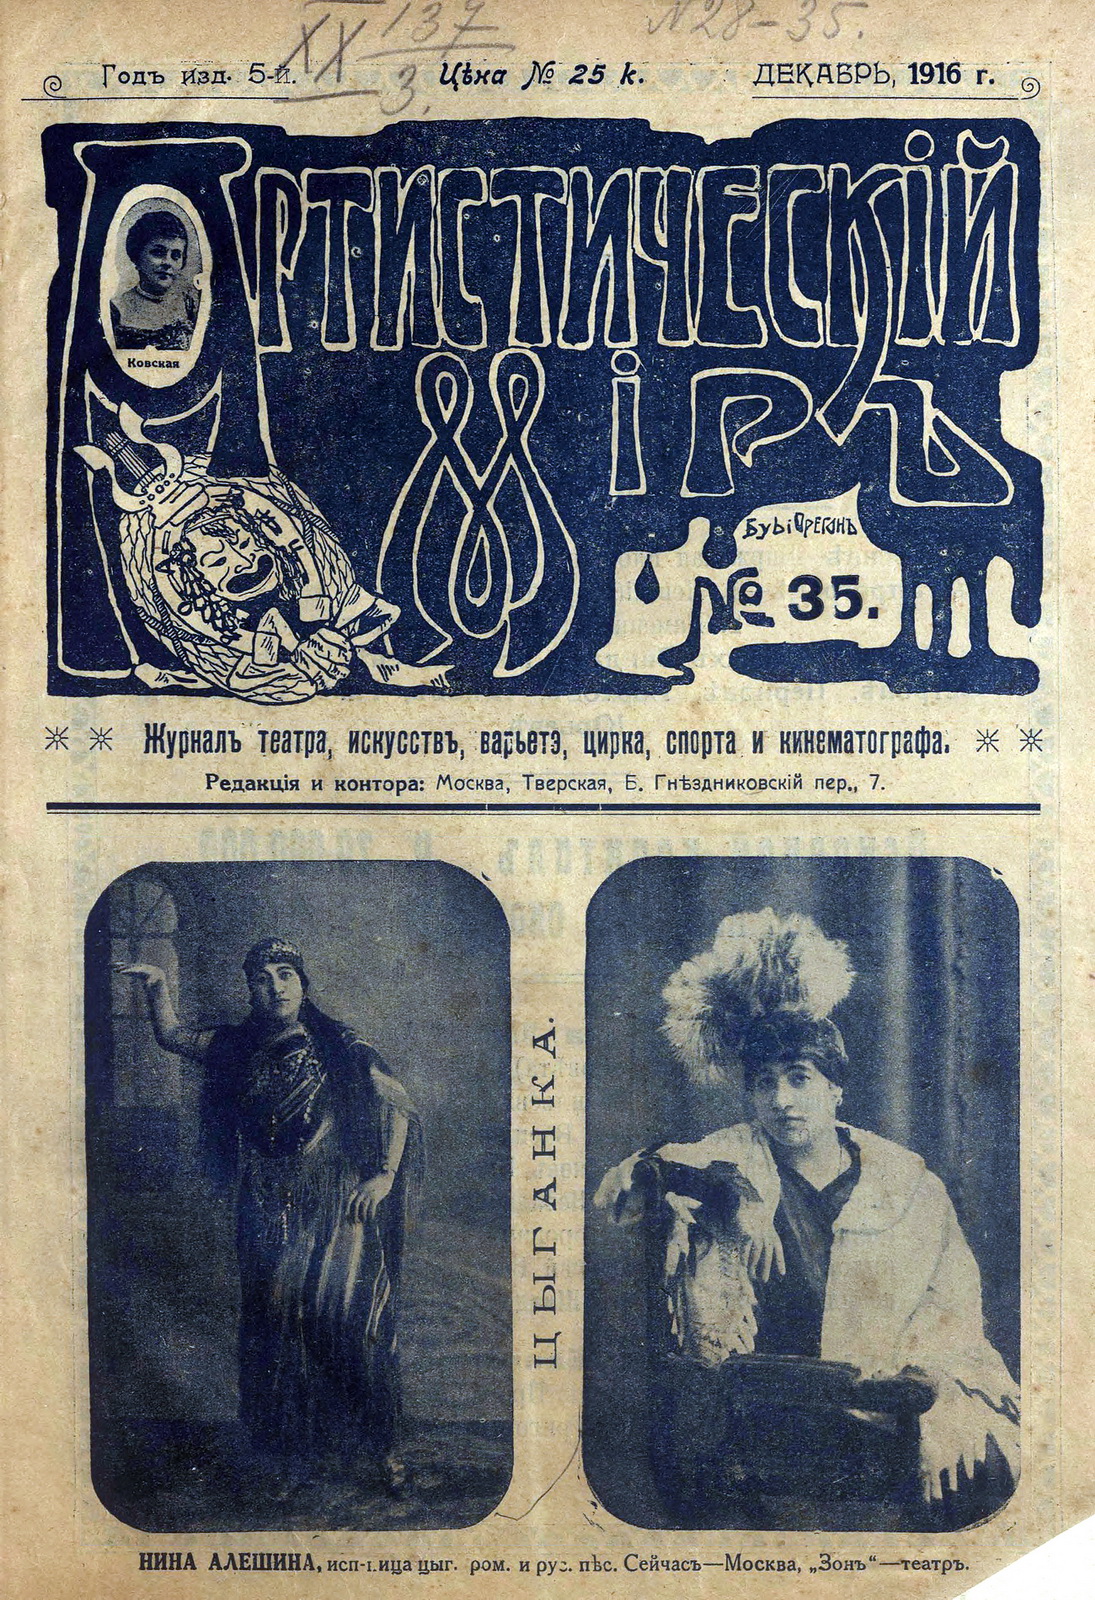 XX 137
3.
№ 28-35.
Годъ изд. 5-й.
Цѣна № 25 к.
ДЕКАБРЬ, 1916 г.
Артистическій
Міръ
Ковская
№ 35.
Журналъ театра, искусствъ, варьетэ, цирка, спорта и кинематографа.
Редакція и контора: Москва, Тверская, Б. Гнѣздниковскій пер., 7.
ЦЫГАНКА.
НИНА АЛЕШИНА, исп-ница цыг. ром. и рус. пѣс. Сейчасъ—Москва, „Зонъ“—театръ.